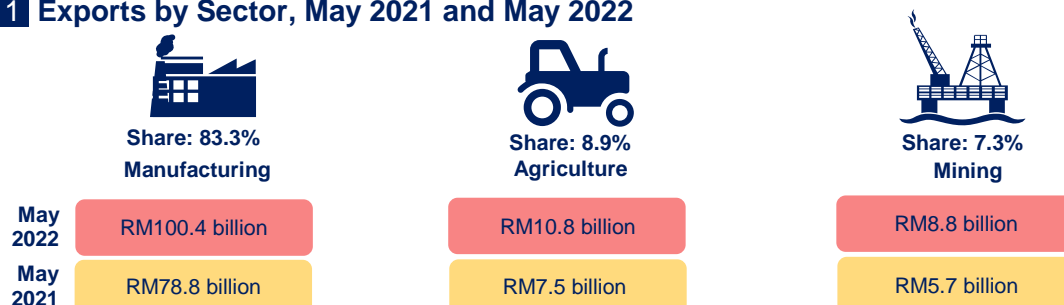 1 Exports by Sector, May 2021 and May 2022
Share: 83.3%
Manufacturing
Share: 8.9%
Agriculture
Share: 7.3%
Mining
May
2022
RM100.4 billion
RM10.8 billion
RM8.8 billion
May
2021
RM78.8 billion
RM7.5 billion
RM5.7 billion